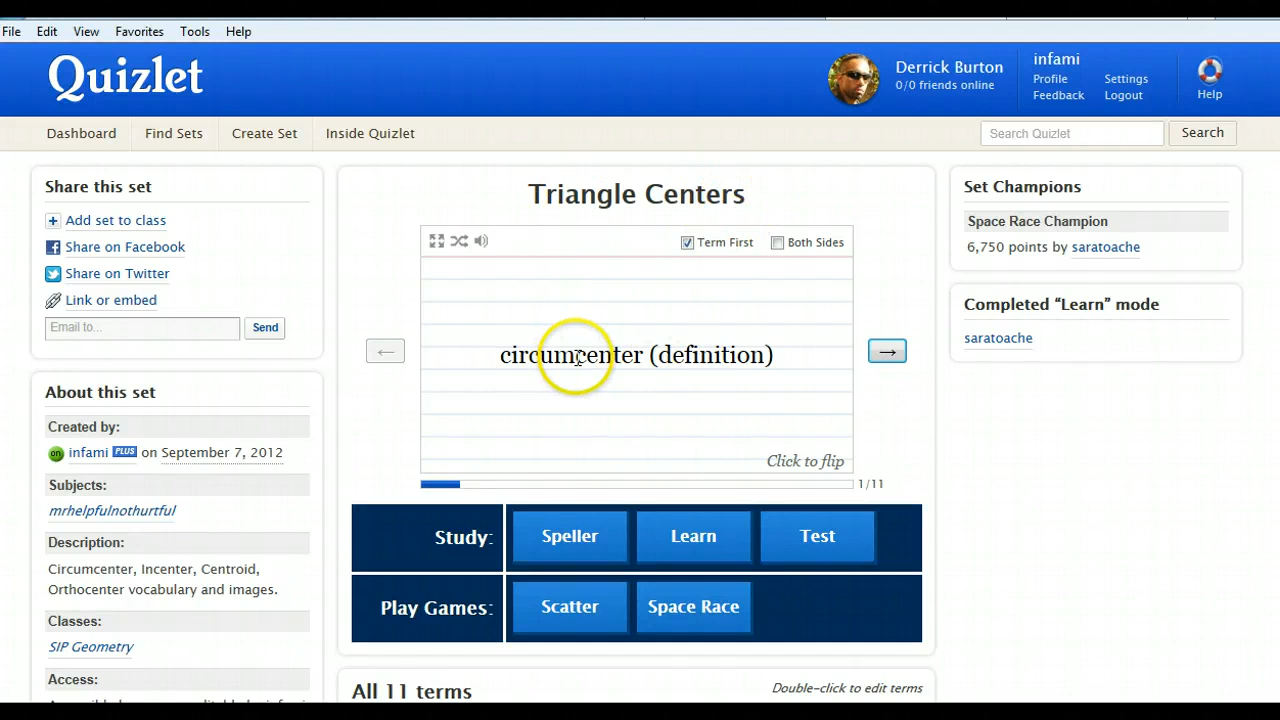 File Edit View Favorites Tools Help
Quizlet
Derrick Burton
0/0 friends online
infami
Profile
Feedback
Settings
Logout
Help
Dashboard Find Sets Create Set Inside Quizlet
Search Quizlet
Search
Share this set
Add set to class
Share on Facebook
Share on Twitter
Link or embed
Email to...
Send
About this set
Created by:
on infami PLUS on September 7, 2012
Subjects:
mrhelpfulnothurtful
Description:
Circumcenter, Incenter, Centroid,
Orthocenter vocabulary and images.
Classes:
SIP Geometry
Access:
Triangle Centers
Term First Both Sides
circumcenter (definition)
Click to flip
← →
1/11
Study: Speller Learn Test
Play Games: Scatter Space Race
All 11 terms
Double-click to edit terms
Set Champions
Space Race Champion
6,750 points by saratoache
Completed “Learn” mode
saratoache